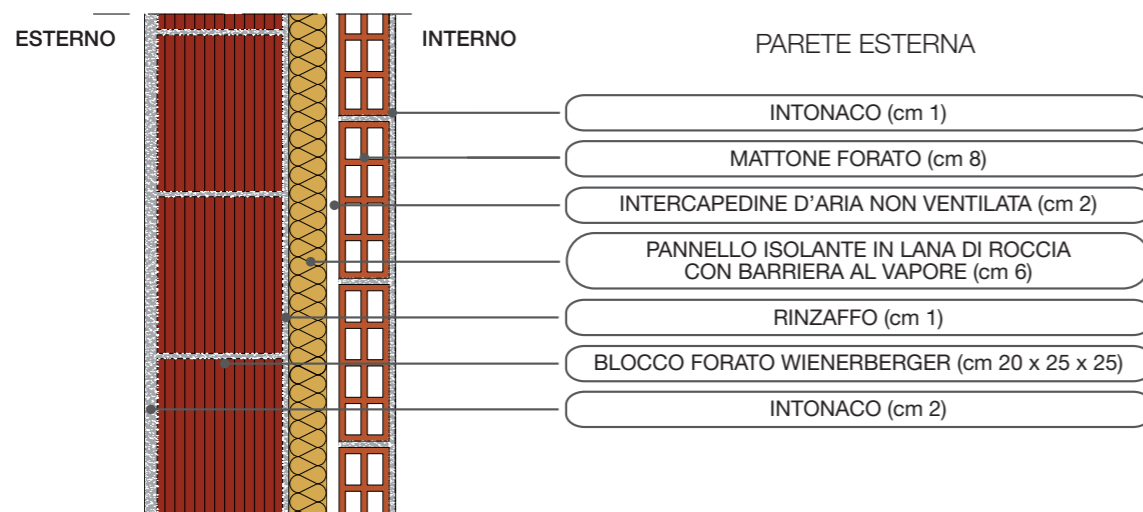 ESTERNO
INTERNO
PARETE ESTERNA
INTONACO (cm 1)
MATTONE FORATO (cm 8)
INTERCAPEDINE D'ARIA NON VENTILATA (cm 2)
PANNELLO ISOLANTE IN LANA DI ROCCIA
CON BARRIERA AL VAPORE (cm 6)
RINZAFFO (cm 1)
BLOCCO FORATO WIENERBERGER (cm 20 x 25 x 25)
INTONACO (cm 2)